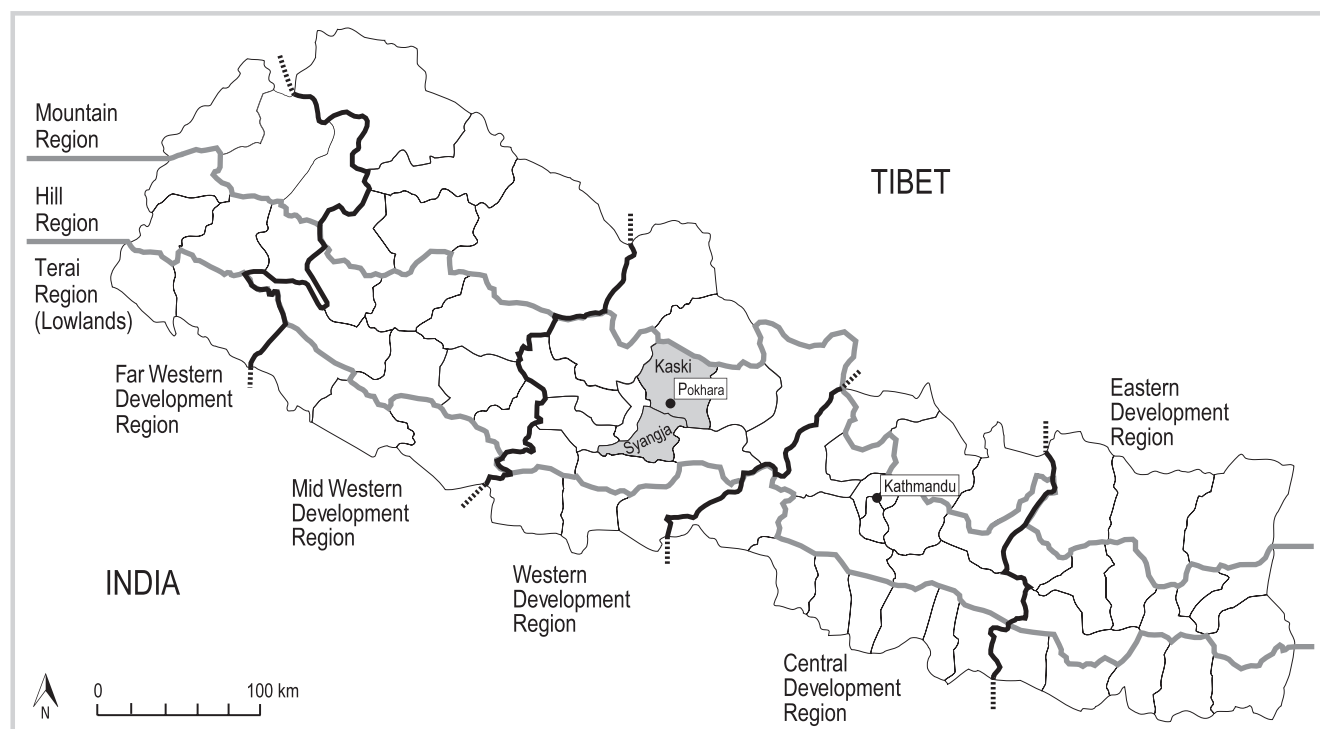 Mountain
Region
Hill
Region
Terai
Region
(Lowlands)
TIBET
Kaski
Pokhara
Syangja
Far Western
Development
Region
Eastern
Development
Region
Kathmandu
Mid Western
Development
Region
INDIA
Western
Development
Region
Central
Development
Region
N
0 100 km